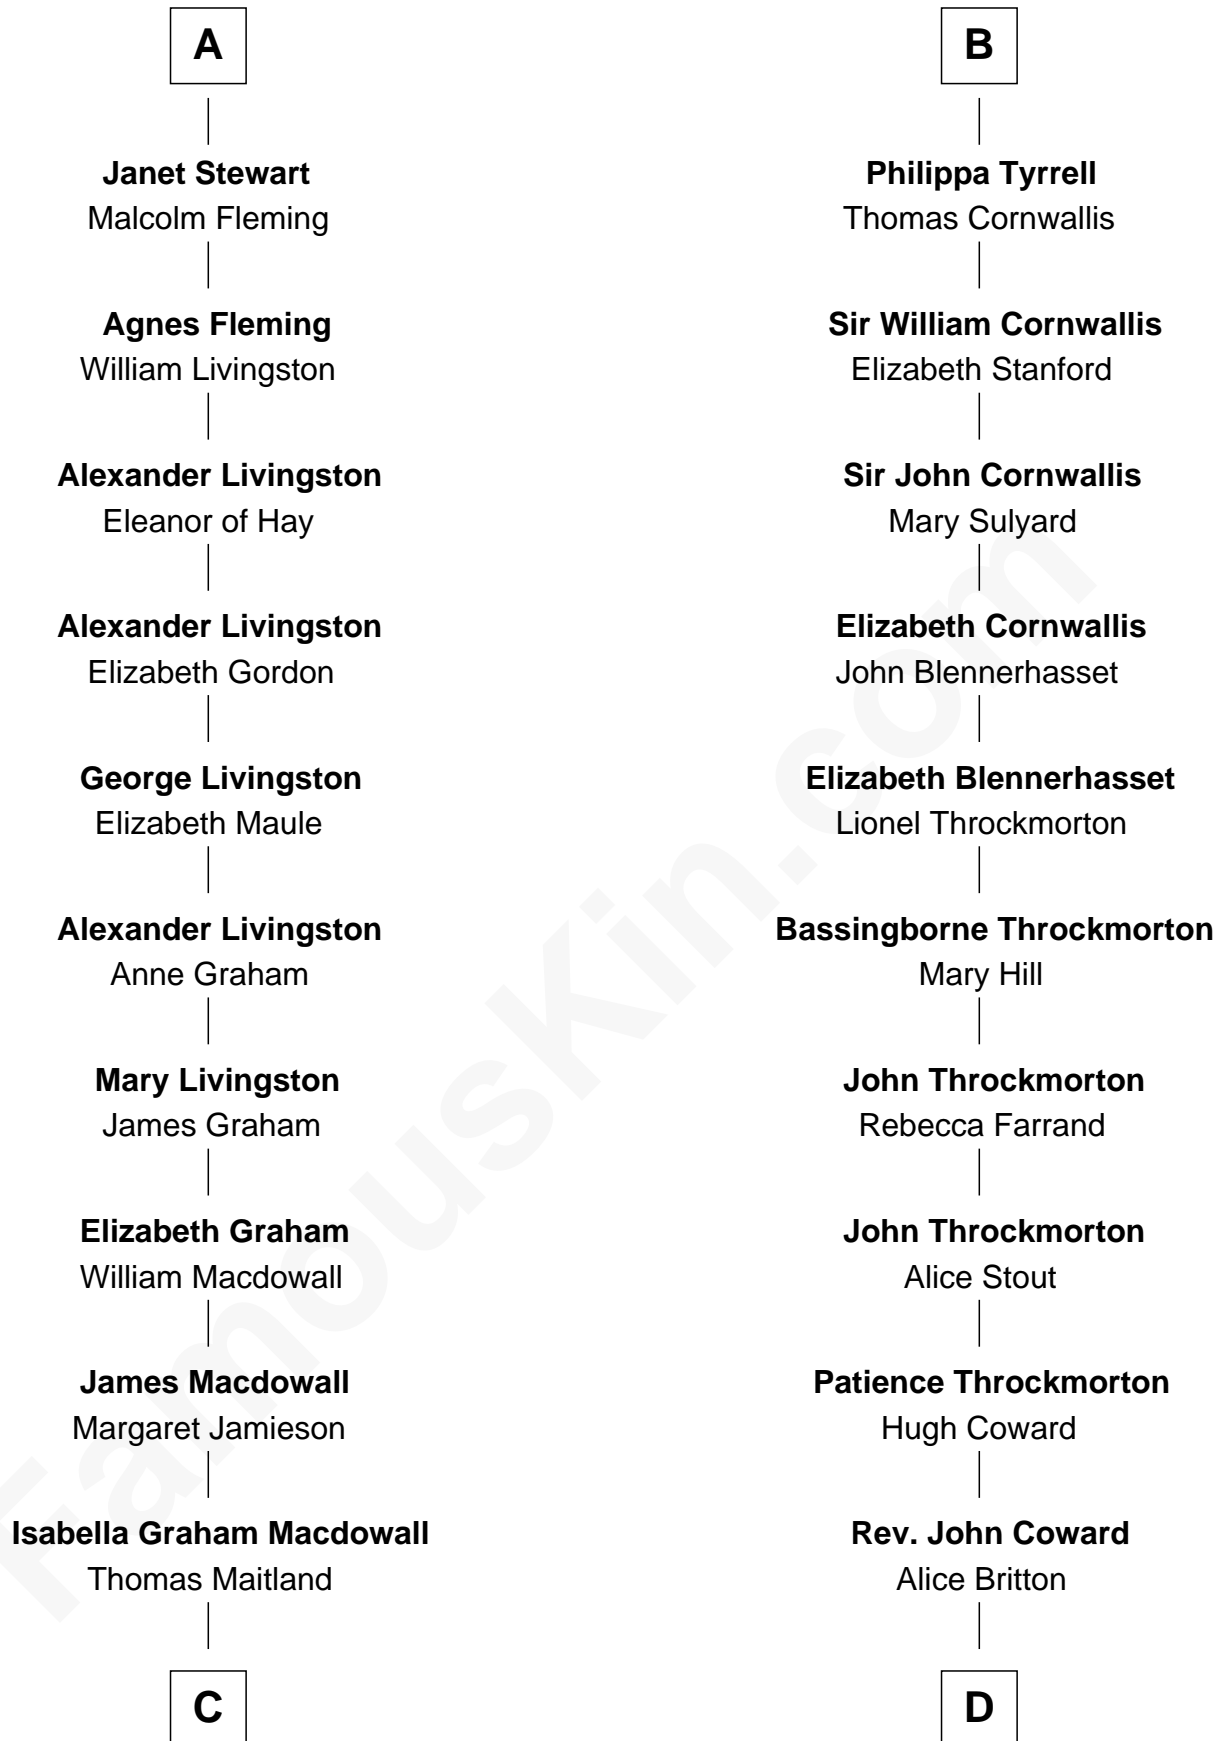 A
Janet Stewart
Malcolm Fleming
Agnes Fleming
William Livingston
Alexander Livingston
Eleanor of Hay
Alexander Livingston
Elizabeth Gordon
George Livingston
Elizabeth Maule
Alexander Livingston
Anne Graham
Mary Livingston
James Graham
Elizabeth Graham
William Macdowall
James Macdowall
Margaret Jamieson
Isabella Graham Macdowall
Thomas Maitland
C
B
Philippa Tyrrell
Thomas Cornwallis
Sir William Cornwallis
Elizabeth Stanford
Sir John Cornwallis
Mary Sulyard
Elizabeth Cornwallis
John Blennerhasset
Elizabeth Blennerhasset
Lionel Throckmorton
Bassingborne Throckmorton
Mary Hill
John Throckmorton
Rebecca Farrand
John Throckmorton
Alice Stout
Patience Throckmorton
Hugh Coward
Rev. John Coward
Alice Britton
D
FamousKin.com